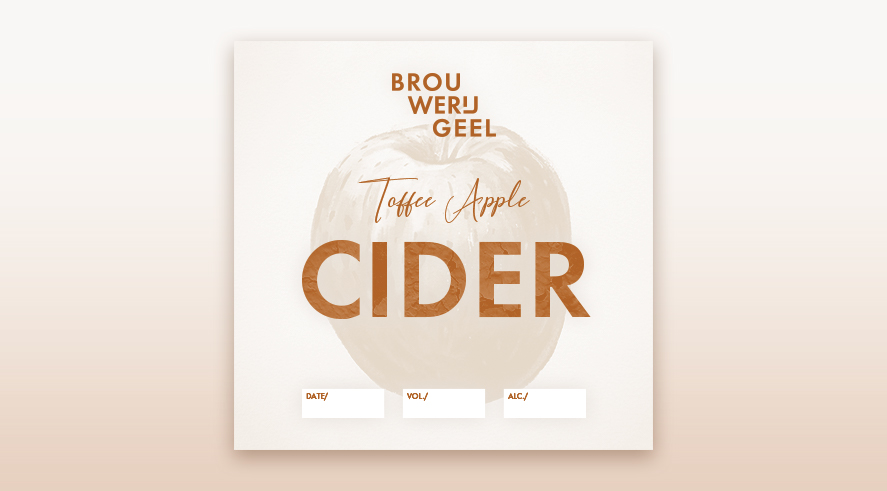 BROU
WERIJ
GEEL
Toffee Apple
CIDER
DATE/ VOL./ ALC./